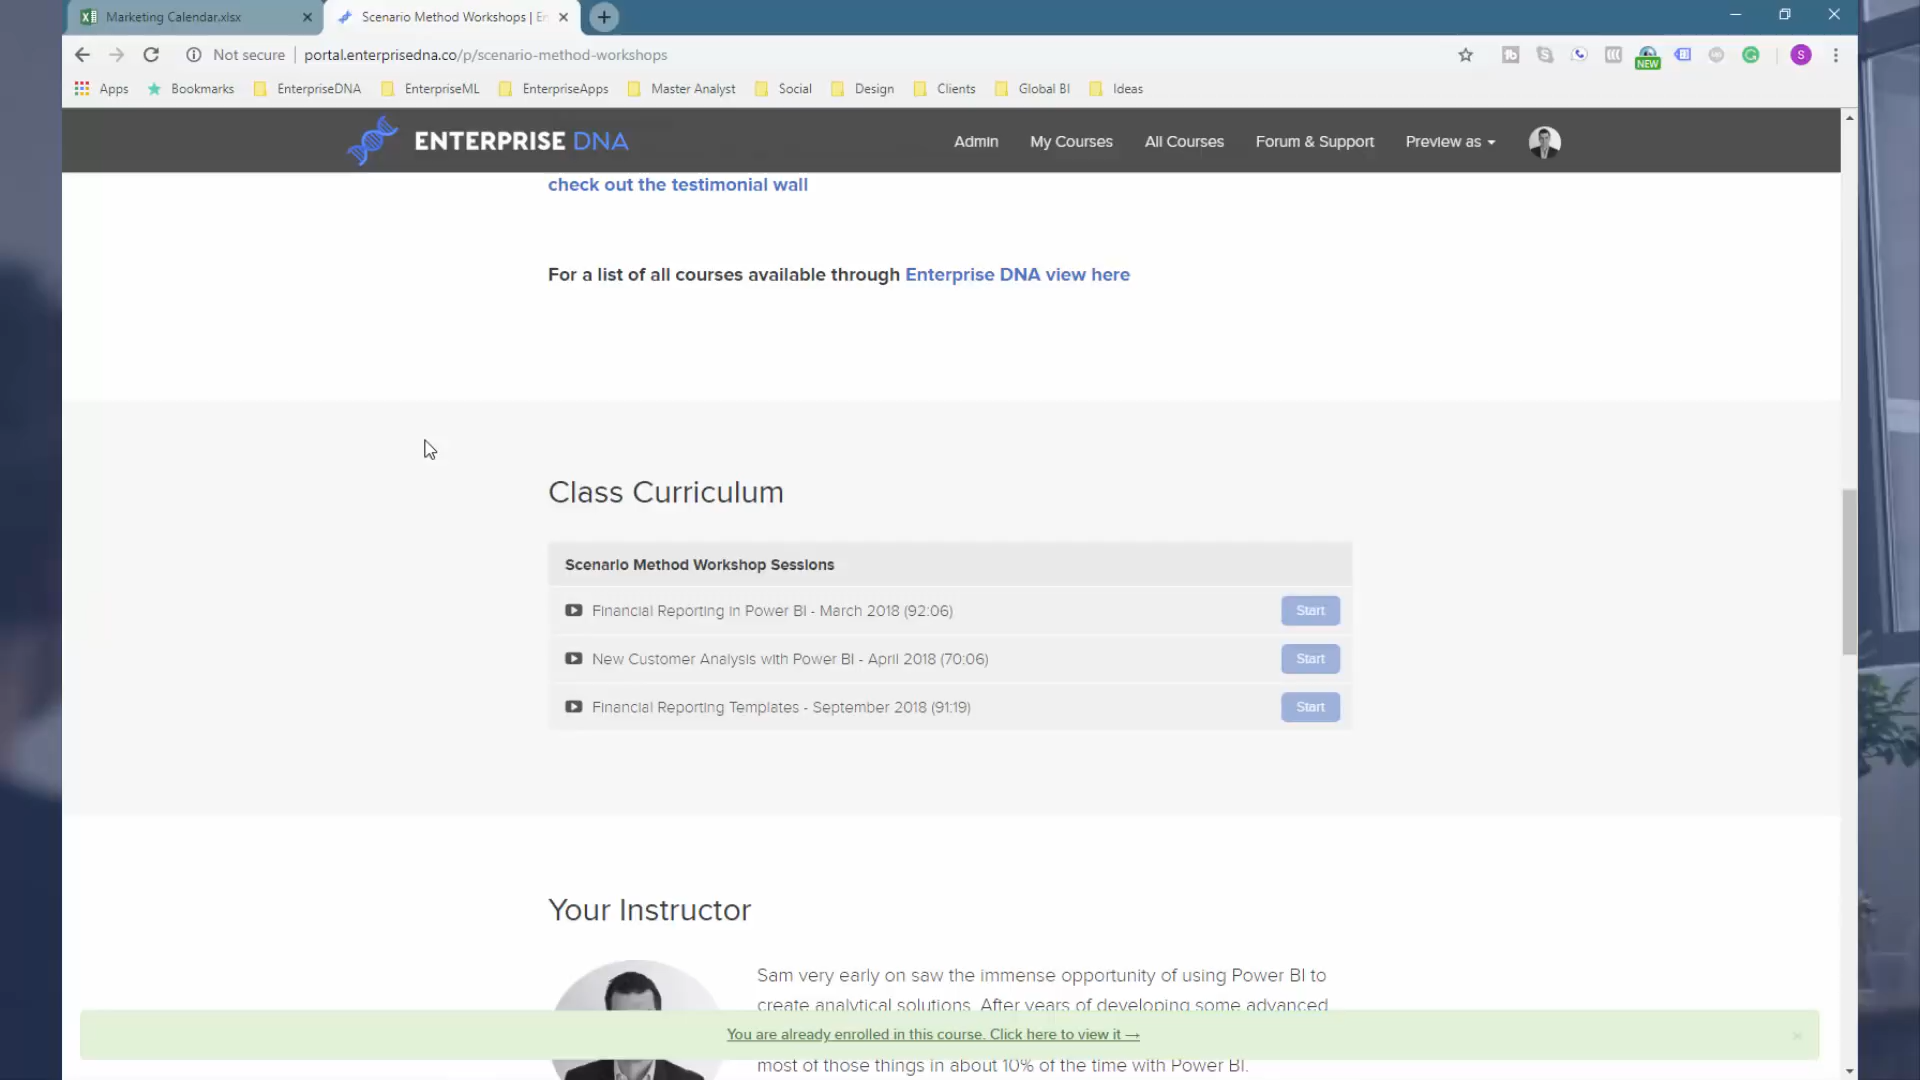 Marketing Calendar.xlsx
Scenario Method Workshops | En
Not secure | portal.enterprisedna.co/p/scenario-method-workshops
NEW
S
Apps Bookmarks EnterpriseDNA EnterpriseML EnterpriseApps Master Analyst Social Design Clients Global BI Ideas
ENTERPRISE DNA
Admin My Courses All Courses Forum & Support Preview as
check out the testimonial wall
For a list of all courses available through Enterprise DNA view here
Class Curriculum
Scenario Method Workshop Sessions
Financial Reporting in Power BI - March 2018 (92:06) Start
New Customer Analysis with Power BI - April 2018 (70:06) Start
Financial Reporting Templates - September 2018 (91:19) Start
Your Instructor
Sam very early on saw the immense opportunity of using Power BI to
create analytical solutions. After years of developing some advanced
You are already enrolled in this course. Click here to view it →
most of those things in about 10% of the time with Power BI.